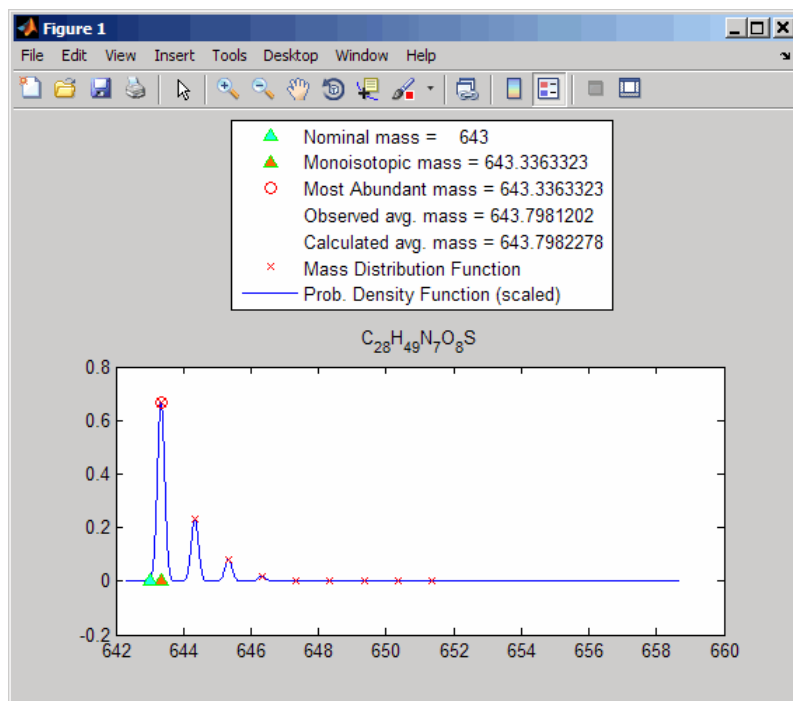 Figure 1
File Edit View Insert Tools Desktop Window Help
Nominal mass = 643
Monoisotopic mass = 643.3363323
Most Abundant mass = 643.3363323
Observed avg. mass = 643.7981202
Calculated avg. mass = 643.7982278
Mass Distribution Function
Prob. Density Function (scaled)
C₂₈H₄₉N₇O₈S
0.8
0.6
0.4
0.2
0
-0.2
642 644 646 648 650 652 654 656 658 660